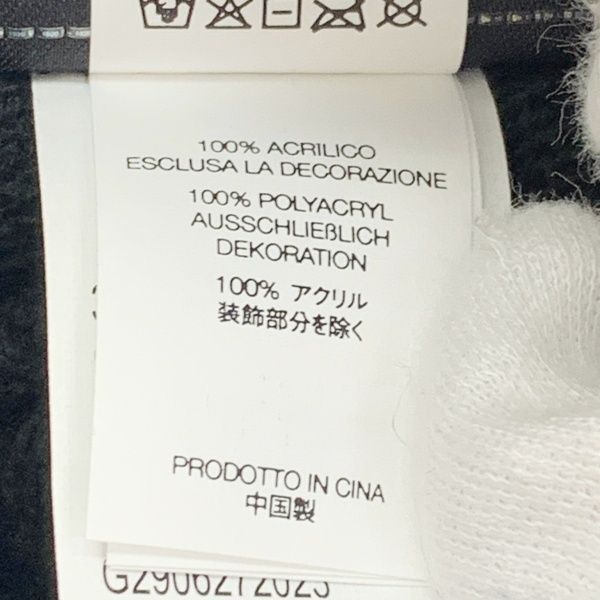 100% ACRILICO
ESCLUSA LA DECORAZIONE
100% POLYACRYL
AUSSCHLIEßLICH
DEKORATION
100% アクリル
装飾部分を除く
PRODOTTO IN CINA
中国製
G2906272023